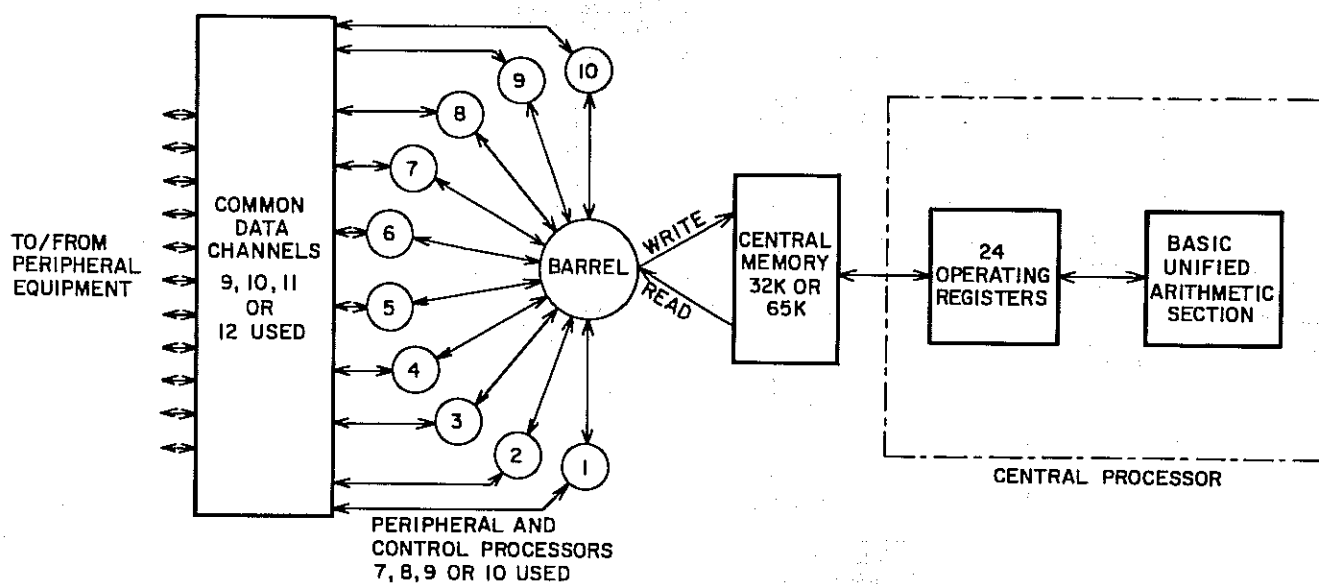 TO/FROM
PERIPHERAL
EQUIPMENT
COMMON
DATA
CHANNELS
9, 10, 11
OR
12 USED
10
9
8
7
6
5
4
3
2
1
BARREL
WRITE
READ
PERIPHERAL AND
CONTROL PROCESSORS
7, 8, 9 OR 10 USED
CENTRAL
MEMORY
32K OR
65K
24
OPERATING
REGISTERS
BASIC
UNIFIED
ARITHMETIC
SECTION
CENTRAL PROCESSOR